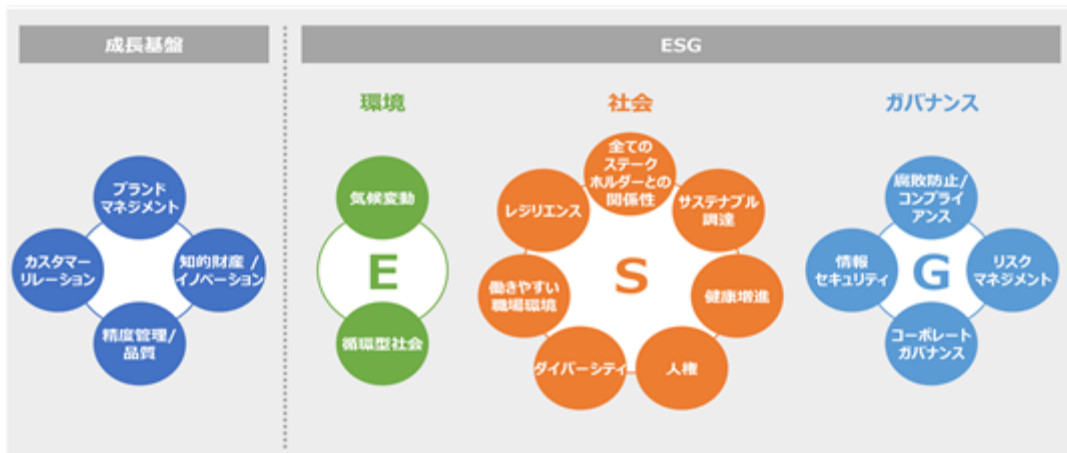 成長基盤
ESG
環境
社会
ガバナンス
ブランド
マネジメント
カスタマー
リレーション
知的財産 /
イノベーション
精度管理/
品質
気候変動
E
循環型社会
全ての
ステーク
ホルダーとの
関係性
レジリエンス
サステナブル
調達
S
働きやすい
職場環境
健康増進
ダイバーシティ
人権
腐敗防止/
コンプライ
アンス
情報
セキュリティ
G
リスク
マネジメント
コーポレート
ガバナンス